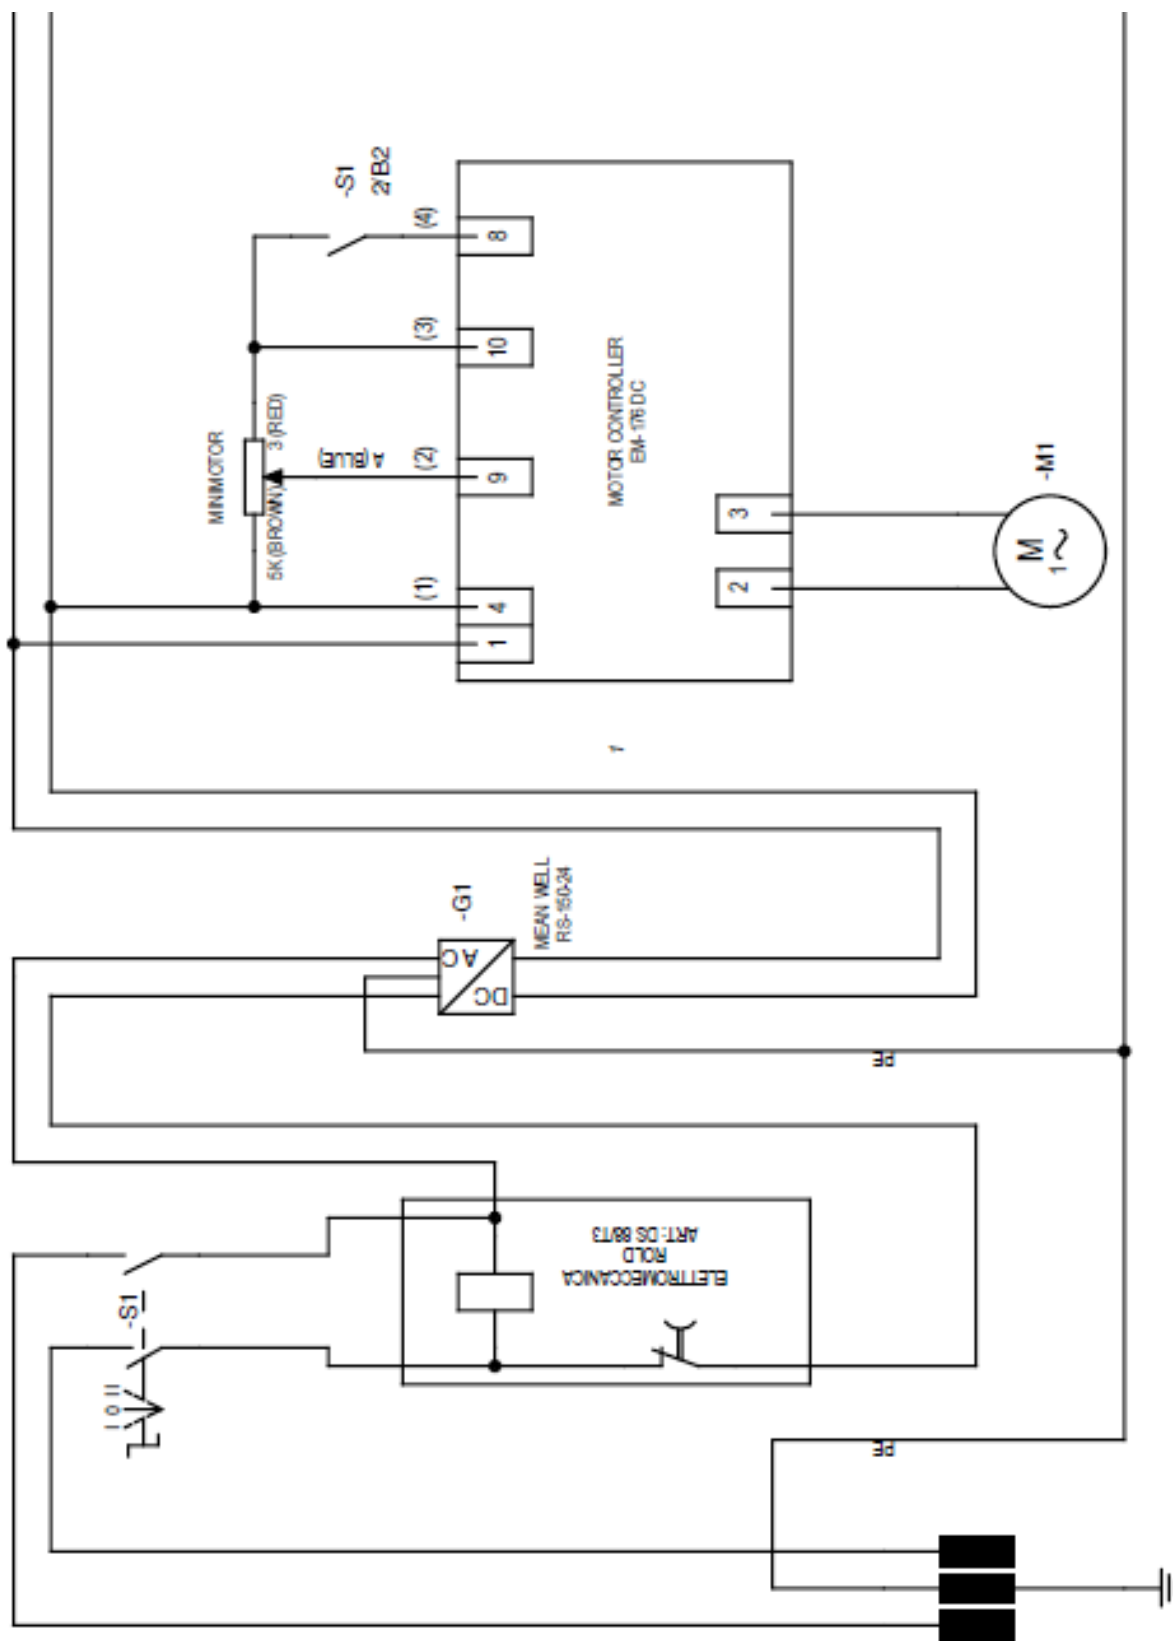 -S1
2/B2
(4)
(3)
(2)
(1)
8
10
9
4
1
MINIMOTOR
5K (BROWN)
3 (RED)
A (BLUE)
MOTOR CONTROLLER
EM-176 DC
3
2
-M1
M
1~
1
-G1
MEAN WELL
RS-150-24
AC
DC
PE
-S1
I 0 II
ELETTROMECCANICA
ROLD
ART: DS 88/T3
PE